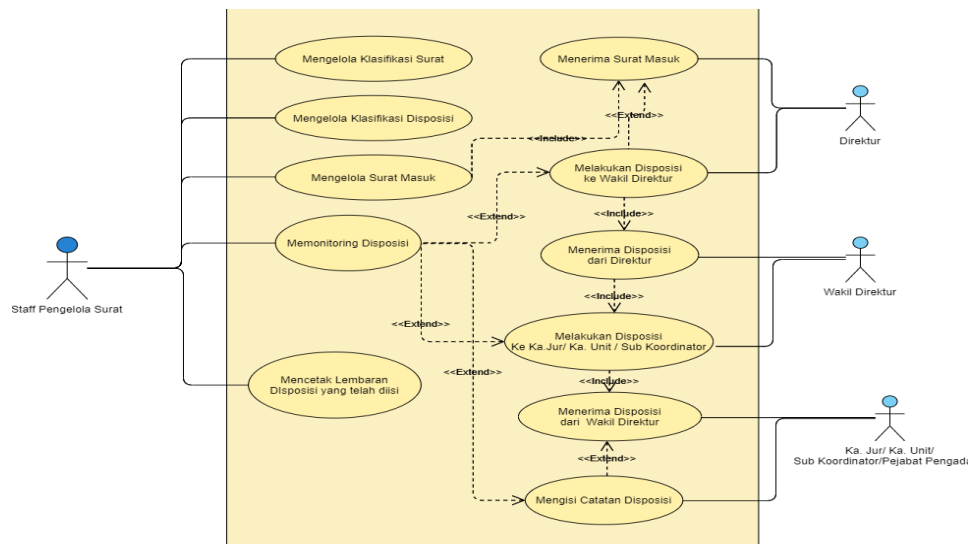 Mengelola Klasifikasi Surat
Menerima Surat Masuk
<<Extend>>
Mengelola Klasifikasi Disposisi
<<Include>>
Direktur
Mengelola Surat Masuk
Melakukan Disposisi
ke Wakil Direktur
<<Extend>>
<<Include>>
Memonitoring Disposisi
Menerima Disposisi
dari Direktur
Staff Pengelola Surat
Wakil Direktur
<<Include>>
<<Extend>>
Melakukan Disposisi
Ke Ka.Jur/ Ka. Unit / Sub Koordinator
<<Extend>>
<<Include>>
Mencetak Lembaran
DIsposisi yang telah diisi
Menerima Disposisi
dari Wakil Direktur
Ka. Jur/ Ka. Unit/
Sub Koordinator/Pejabat Pengada
<<Extend>>
Mengisi Catatan Disposisi